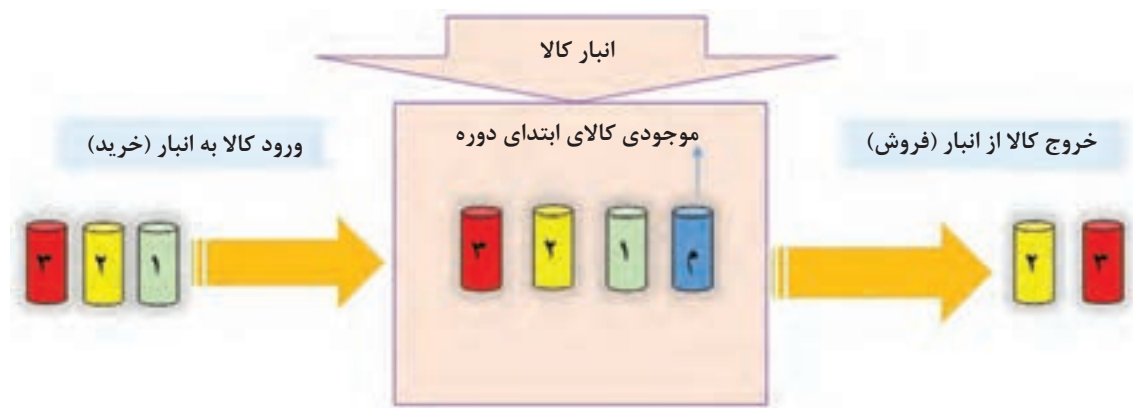 انبار کالا
خروج کالا از انبار (فروش)
موجودی کالای ابتدای دوره
ورود کالا به انبار (خرید)
۳ ۲
م ۱ ۲ ۳
۱ ۲ ۳